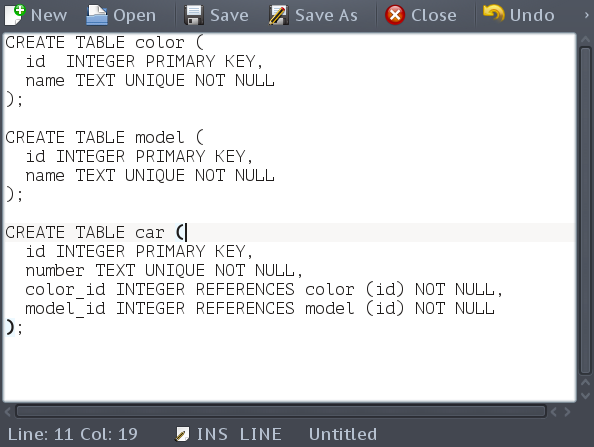 New Open Save Save As Close Undo
CREATE TABLE color (
  id  INTEGER PRIMARY KEY,
  name TEXT UNIQUE NOT NULL
);

CREATE TABLE model (
  id INTEGER PRIMARY KEY,
  name TEXT UNIQUE NOT NULL
);

CREATE TABLE car (
  id INTEGER PRIMARY KEY,
  number TEXT UNIQUE NOT NULL,
  color_id INTEGER REFERENCES color (id) NOT NULL,
  model_id INTEGER REFERENCES model (id) NOT NULL
);
Line: 11 Col: 19 INS LINE Untitled